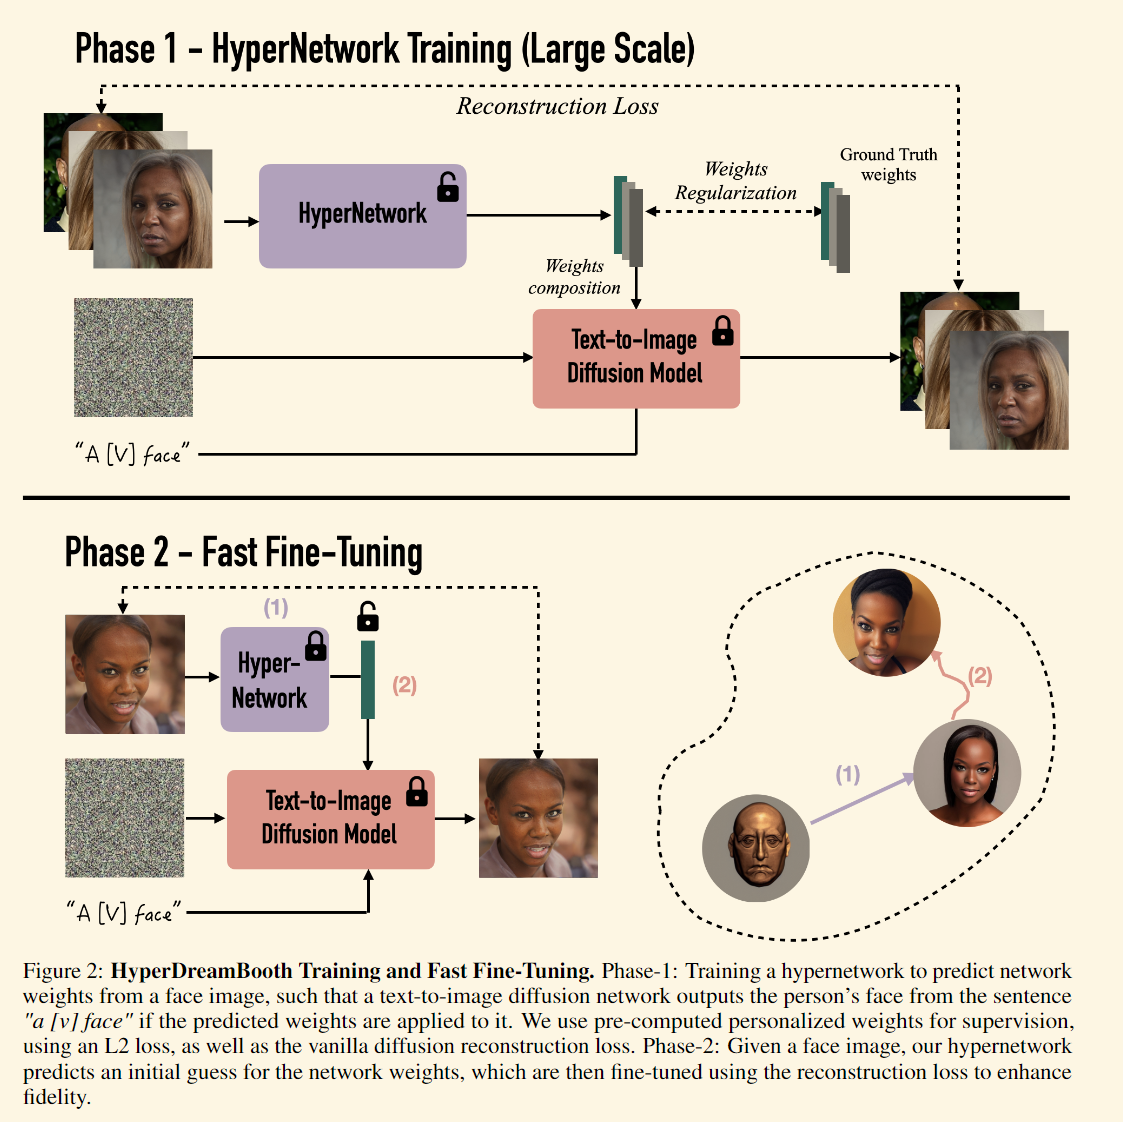 Phase 1 - HyperNetwork Training (Large Scale)
Reconstruction Loss
HyperNetwork
Weights
Regularization
Ground Truth
weights
Weights
composition
Text-to-Image
Diffusion Model
“A [V] face”
Phase 2 - Fast Fine-Tuning
(1)
Hyper-
Network
(2)
Text-to-Image
Diffusion Model
“A [V] face”
(2)
(1)
Figure 2: HyperDreamBooth Training and Fast Fine-Tuning. Phase-1: Training a hypernetwork to predict network
weights from a face image, such that a text-to-image diffusion network outputs the person's face from the sentence
"a [v] face" if the predicted weights are applied to it. We use pre-computed personalized weights for supervision,
using an L2 loss, as well as the vanilla diffusion reconstruction loss. Phase-2: Given a face image, our hypernetwork
predicts an initial guess for the network weights, which are then fine-tuned using the reconstruction loss to enhance
fidelity.